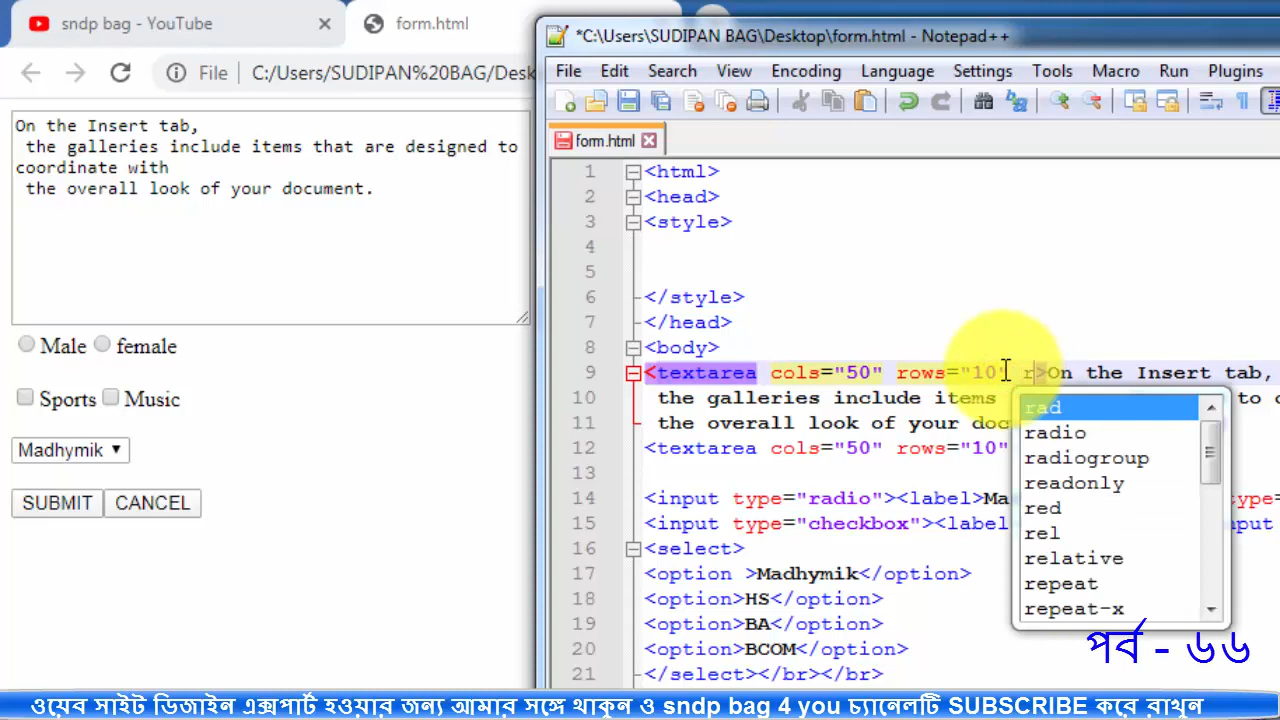 sndp bag - YouTube
form.html
File
C:/Users/SUDIPAN%20BAG/Desk
On the Insert tab,
the galleries include items that are designed to
coordinate with
the overall look of your document.
Male female
Sports Music
Madhymik
SUBMIT CANCEL
*C:\Users\SUDIPAN BAG\Desktop\form.html - Notepad++
File Edit Search View Encoding Language Settings Tools Macro Run Plugins
form.html
1 <html>
2 <head>
3 <style>
4
5
6 </style>
7 </head>
8 <body>
9 <textarea cols="50" rows="10" r>On the Insert tab,
10 the galleries include items to c
11 the overall look of your doc
12 <textarea cols="50" rows="10"
13
14 <input type="radio"><label>Ma type=
15 <input type="checkbox"><label nput
16 <select>
17 <option >Madhymik</option>
18 <option>HS</option>
19 <option>BA</option>
20 <option>BCOM</option>
21 </select></br></br>
rad
radio
radiogroup
readonly
red
rel
relative
repeat
repeat-x
পর্ব - ৬৬
ওয়েব সাইট ডিজাইন এক্সপার্ট হওয়ার জন্য আমার সঙ্গে থাকুন ও sndp bag 4 you চ্যানেলটি SUBSCRIBE করে রাখুন